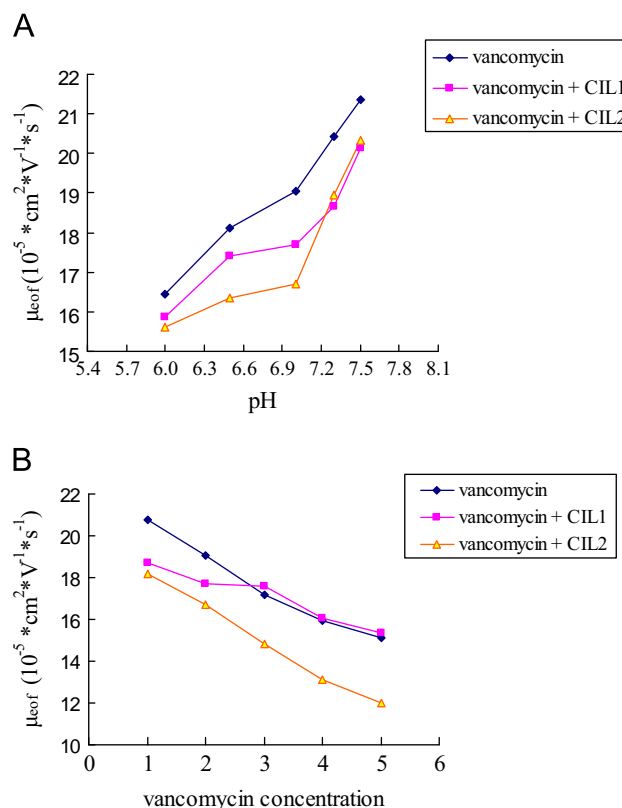 A
vancomycin
vancomycin + CIL1
vancomycin + CIL2
μeof (10⁻⁵ *cm²*V⁻¹*s⁻¹)
22
21
20
19
18
17
16
15
5.4 5.7 6.0 6.3 6.6 6.9 7.2 7.5 7.8 8.1
pH
B
vancomycin
vancomycin + CIL1
vancomycin + CIL2
μeof (10⁻⁵ *cm²*V⁻¹*s⁻¹)
22
20
18
16
14
12
10
0 1 2 3 4 5 6
vancomycin concentration